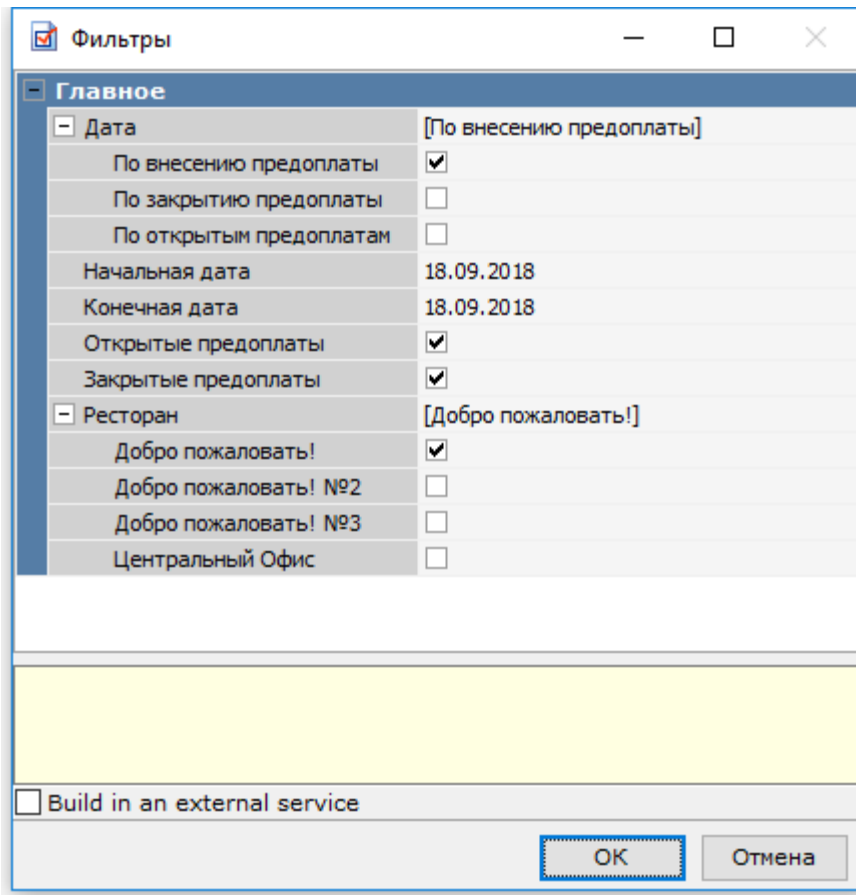 Фильтры
Главное
Дата [По внесению предоплаты]
По внесению предоплаты
По закрытию предоплаты
По открытым предоплатам
Начальная дата 18.09.2018
Конечная дата 18.09.2018
Открытые предоплаты
Закрытые предоплаты
Ресторан [Добро пожаловать!]
Добро пожаловать!
Добро пожаловать! №2
Добро пожаловать! №3
Центральный Офис
Build in an external service
ОК Отмена